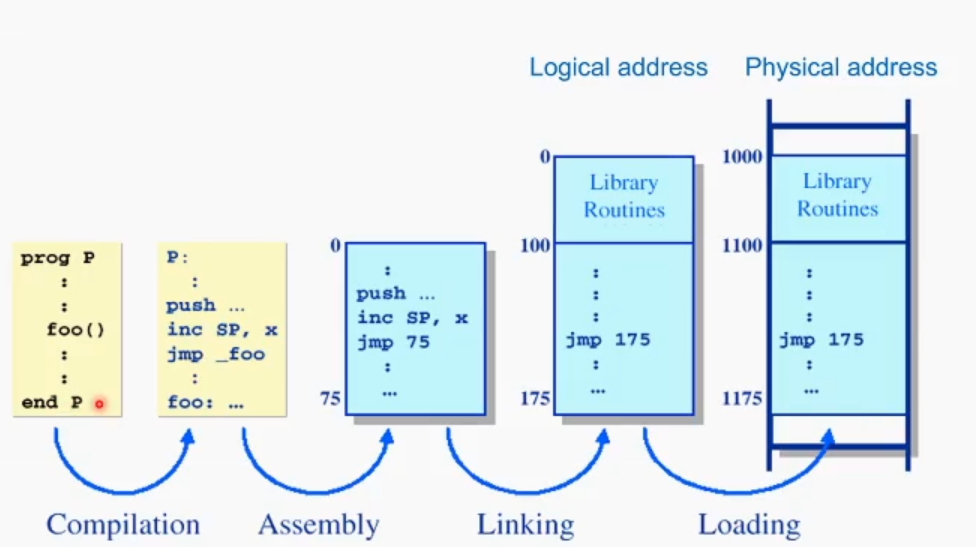 Logical address
Physical address
prog P
:
:
foo()
:
:
end P
P:
:
push …
inc SP, x
jmp _foo
:
foo: …
0
:
push …
inc SP, x
jmp 75
:
…
75
0
Library
Routines
100
:
:
:
jmp 175
:
…
175
1000
Library
Routines
1100
:
:
:
jmp 175
:
…
1175
Compilation
Assembly
Linking
Loading